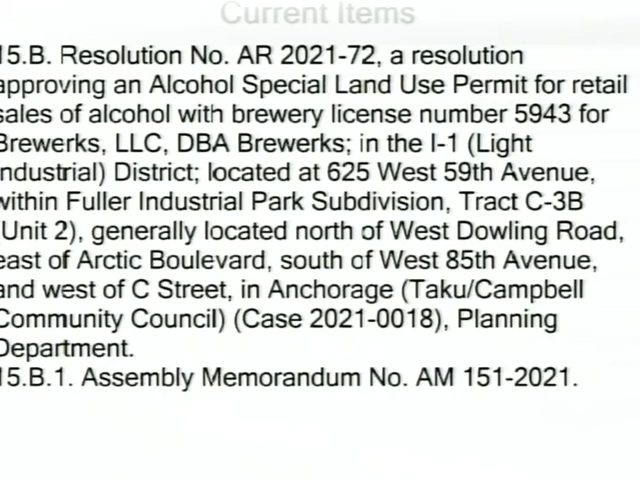 Current Items
15.B. Resolution No. AR 2021-72, a resolution
approving an Alcohol Special Land Use Permit for retail
sales of alcohol with brewery license number 5943 for
Brewerks, LLC, DBA Brewerks; in the I-1 (Light
Industrial) District; located at 625 West 59th Avenue,
within Fuller Industrial Park Subdivision, Tract C-3B
(Unit 2), generally located north of West Dowling Road,
east of Arctic Boulevard, south of West 85th Avenue,
and west of C Street, in Anchorage (Taku/Campbell
Community Council) (Case 2021-0018), Planning
Department.
15.B.1. Assembly Memorandum No. AM 151-2021.